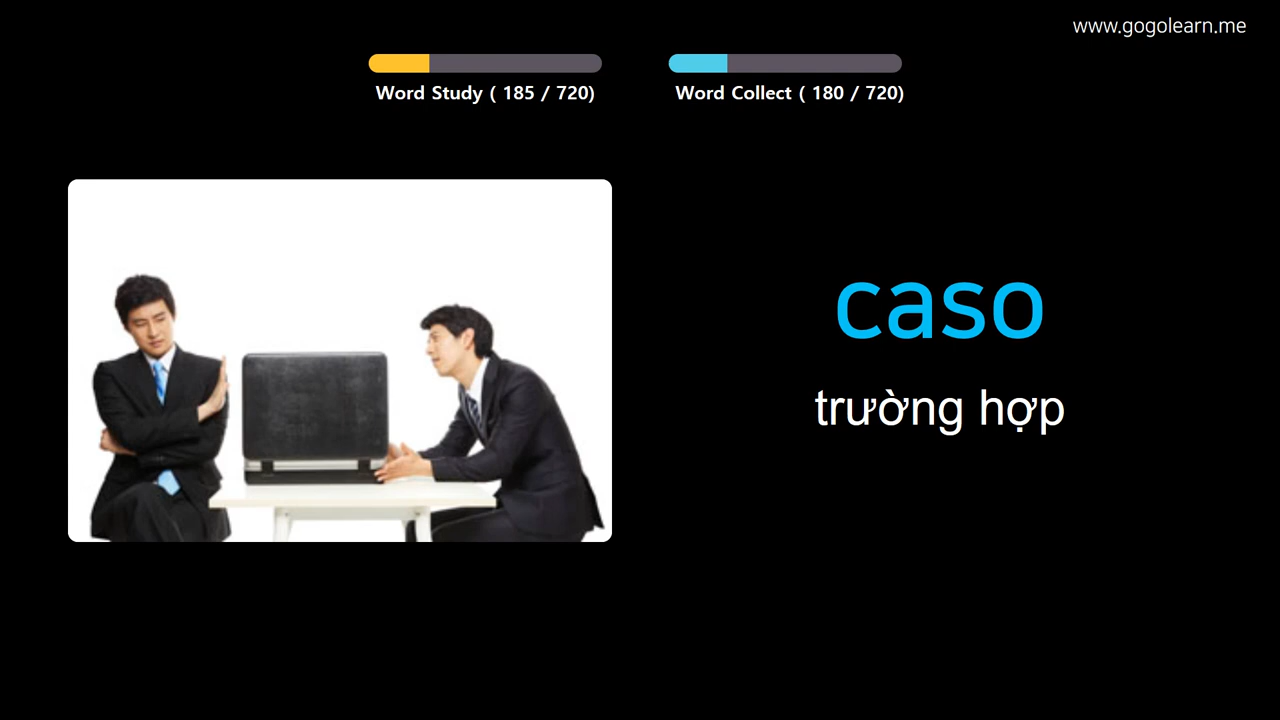 www.gogolearn.me
Word Study ( 185 / 720)
Word Collect ( 180 / 720)
caso
trường hợp